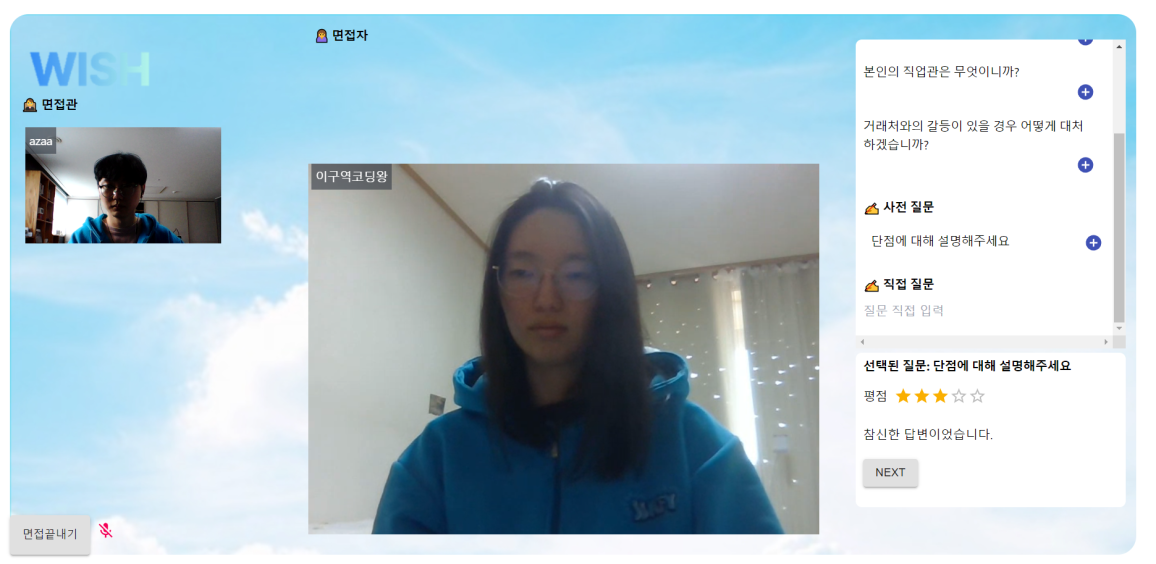 WISH
면접관
azaa
면접자
이구역코딩왕
본인의 직업관은 무엇이니까?
거래처와의 갈등이 있을 경우 어떻게 대처
하겠습니까?
사전 질문
단점에 대해 설명해주세요
직접 질문
질문 직접 입력
선택된 질문: 단점에 대해 설명해주세요
평점
참신한 답변이었습니다.
NEXT
면접끝내기